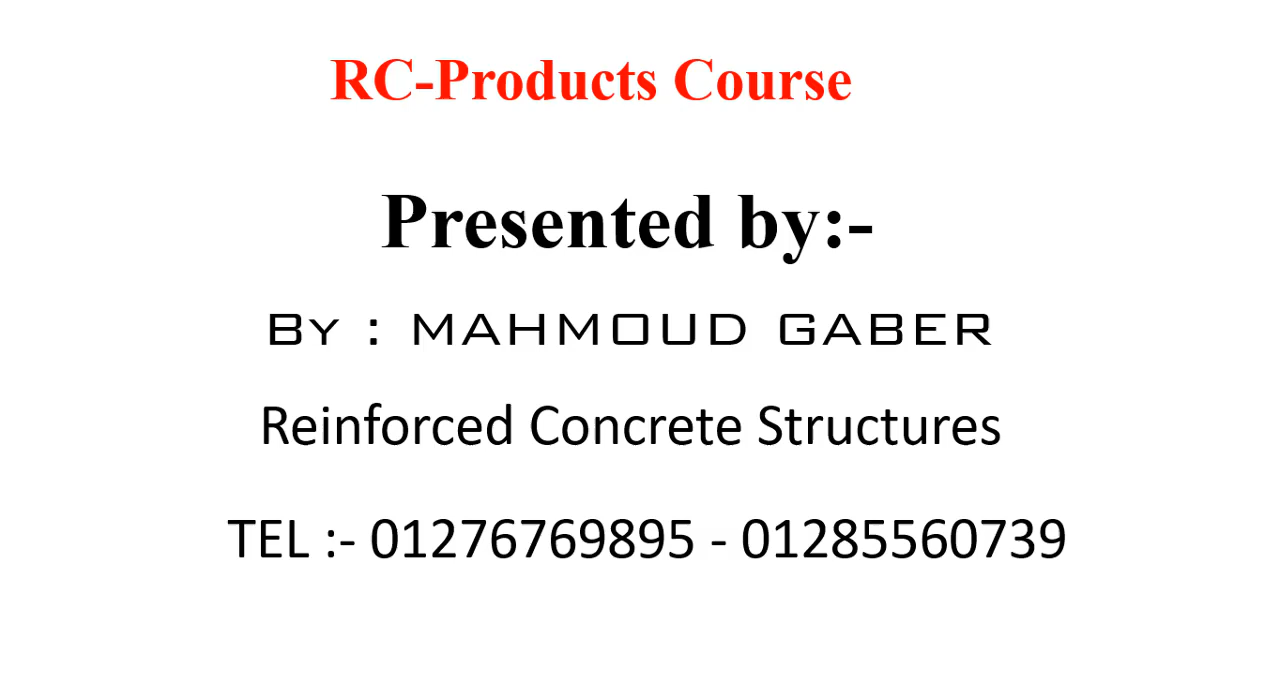 RC-Products Course
Presented by:-
By : MAHMOUD GABER
Reinforced Concrete Structures
TEL :- 01276769895 - 01285560739